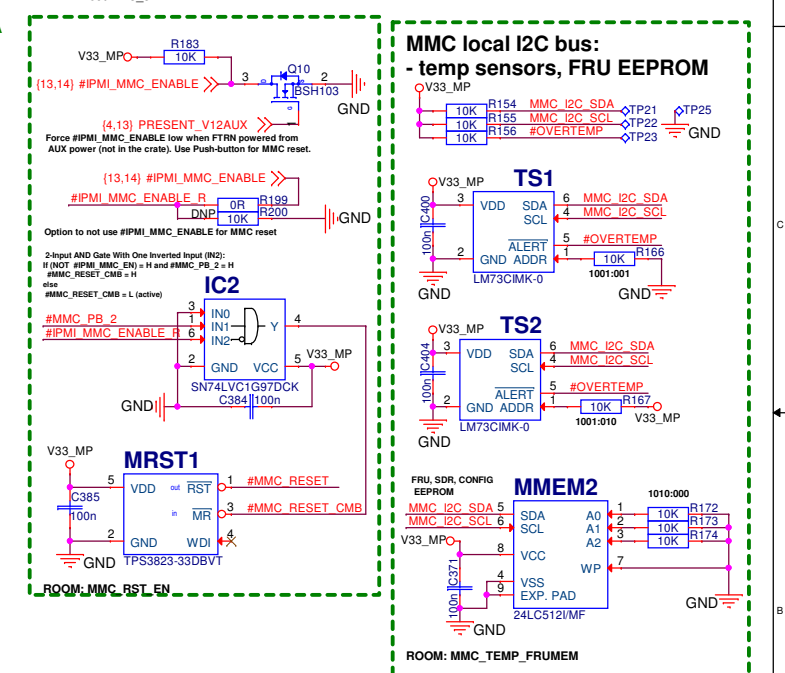 R183
V33_MP
10K
Q10
{13,14} #IPMI_MMC_ENABLE
3
2
D
S
G
BSH103
1
GND
{4,13} PRESENT_V12AUX
Force #IPMI_MMC_ENABLE low when FTRN powered from
AUX power (not in the crate). Use Push-button for MMC reset.
{13,14} #IPMI_MMC_ENABLE
#IPMI_MMC_ENABLE_R
0R
R199
DNP
10K
R200
GND
Option to not use #IPMI_MMC_ENABLE for MMC reset
2-Input AND Gate With One Inverted Input (IN2):
If (NOT #IPMI_MMC_EN) = H and #MMC_PB_2 = H
#MMC_RESET_CMB = H
else
#MMC_RESET_CMB = L (active)
IC2
3
IN0
#MMC_PB_2
1
IN1
Y
4
#IPMI_MMC_ENABLE_R
6
IN2
2
GND
VCC
5
V33_MP
SN74LVC1G97DCK
GND
C384
100n
MRST1
V33_MP
5
VDD
out
RST
1
#MMC_RESET
C385
100n
in
MR
3
#MMC_RESET_CMB
2
GND
WDI
4
GND
TPS3823-33DBVT
ROOM: MMC_RST_EN
MMC local I2C bus:
- temp sensors, FRU EEPROM
V33_MP
10K
R154
MMC_I2C_SDA
TP21
TP25
10K
R155
MMC_I2C_SCL
TP22
10K
R156
#OVERTEMP
TP23
GND
TS1
V33_MP
3
VDD
SDA
6
MMC_I2C_SDA
SCL
4
MMC_I2C_SCL
C400
100n
ALERT
5
#OVERTEMP
2
GND
ADDR
1
10K
R166
LM73CIMK-0
1001:001
GND
GND
TS2
V33_MP
3
VDD
SDA
6
MMC_I2C_SDA
SCL
4
MMC_I2C_SCL
C404
100n
ALERT
5
#OVERTEMP
2
GND
ADDR
1
10K
R167
V33_MP
LM73CIMK-0
1001:010
GND
FRU, SDR, CONFIG
EEPROM
MMEM2
1010:000
MMC_I2C_SDA
5
SDA
A0
1
10K
R172
MMC_I2C_SCL
6
SCL
A1
2
10K
R173
A2
3
10K
R174
V33_MP
8
VCC
WP
7
C371
100n
4
VSS
9
EXP. PAD
24LC512I/MF
GND
GND
ROOM: MMC_TEMP_FRUMEM
C
B